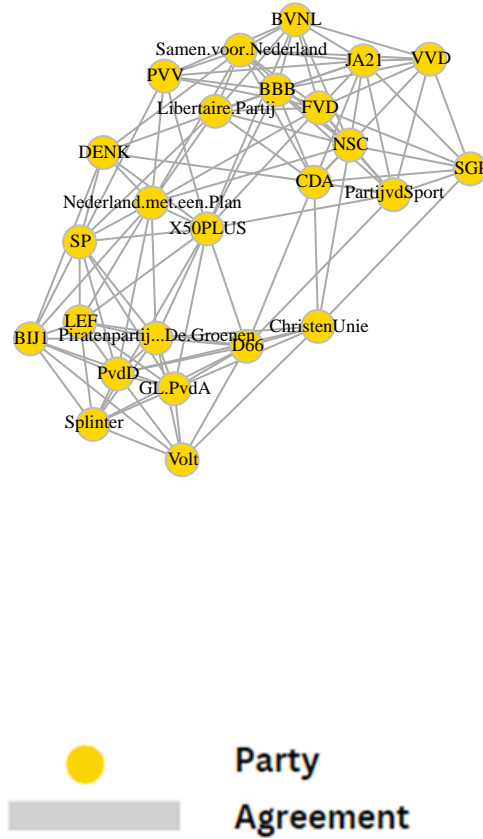 BVNL
Samen.voor.Nederland
JA21
VVD
PVV
BBB
Libertaire.Partij
FVD
NSC
DENK
SGP
CDA
PartijvdSport
Nederland.met.een.Plan
X50PLUS
SP
LEF
ChristenUnie
BIJ1
Piratenpartij...De.Groenen
D66
PvdD
GL.PvdA
Splinter
Volt
Party
Agreement